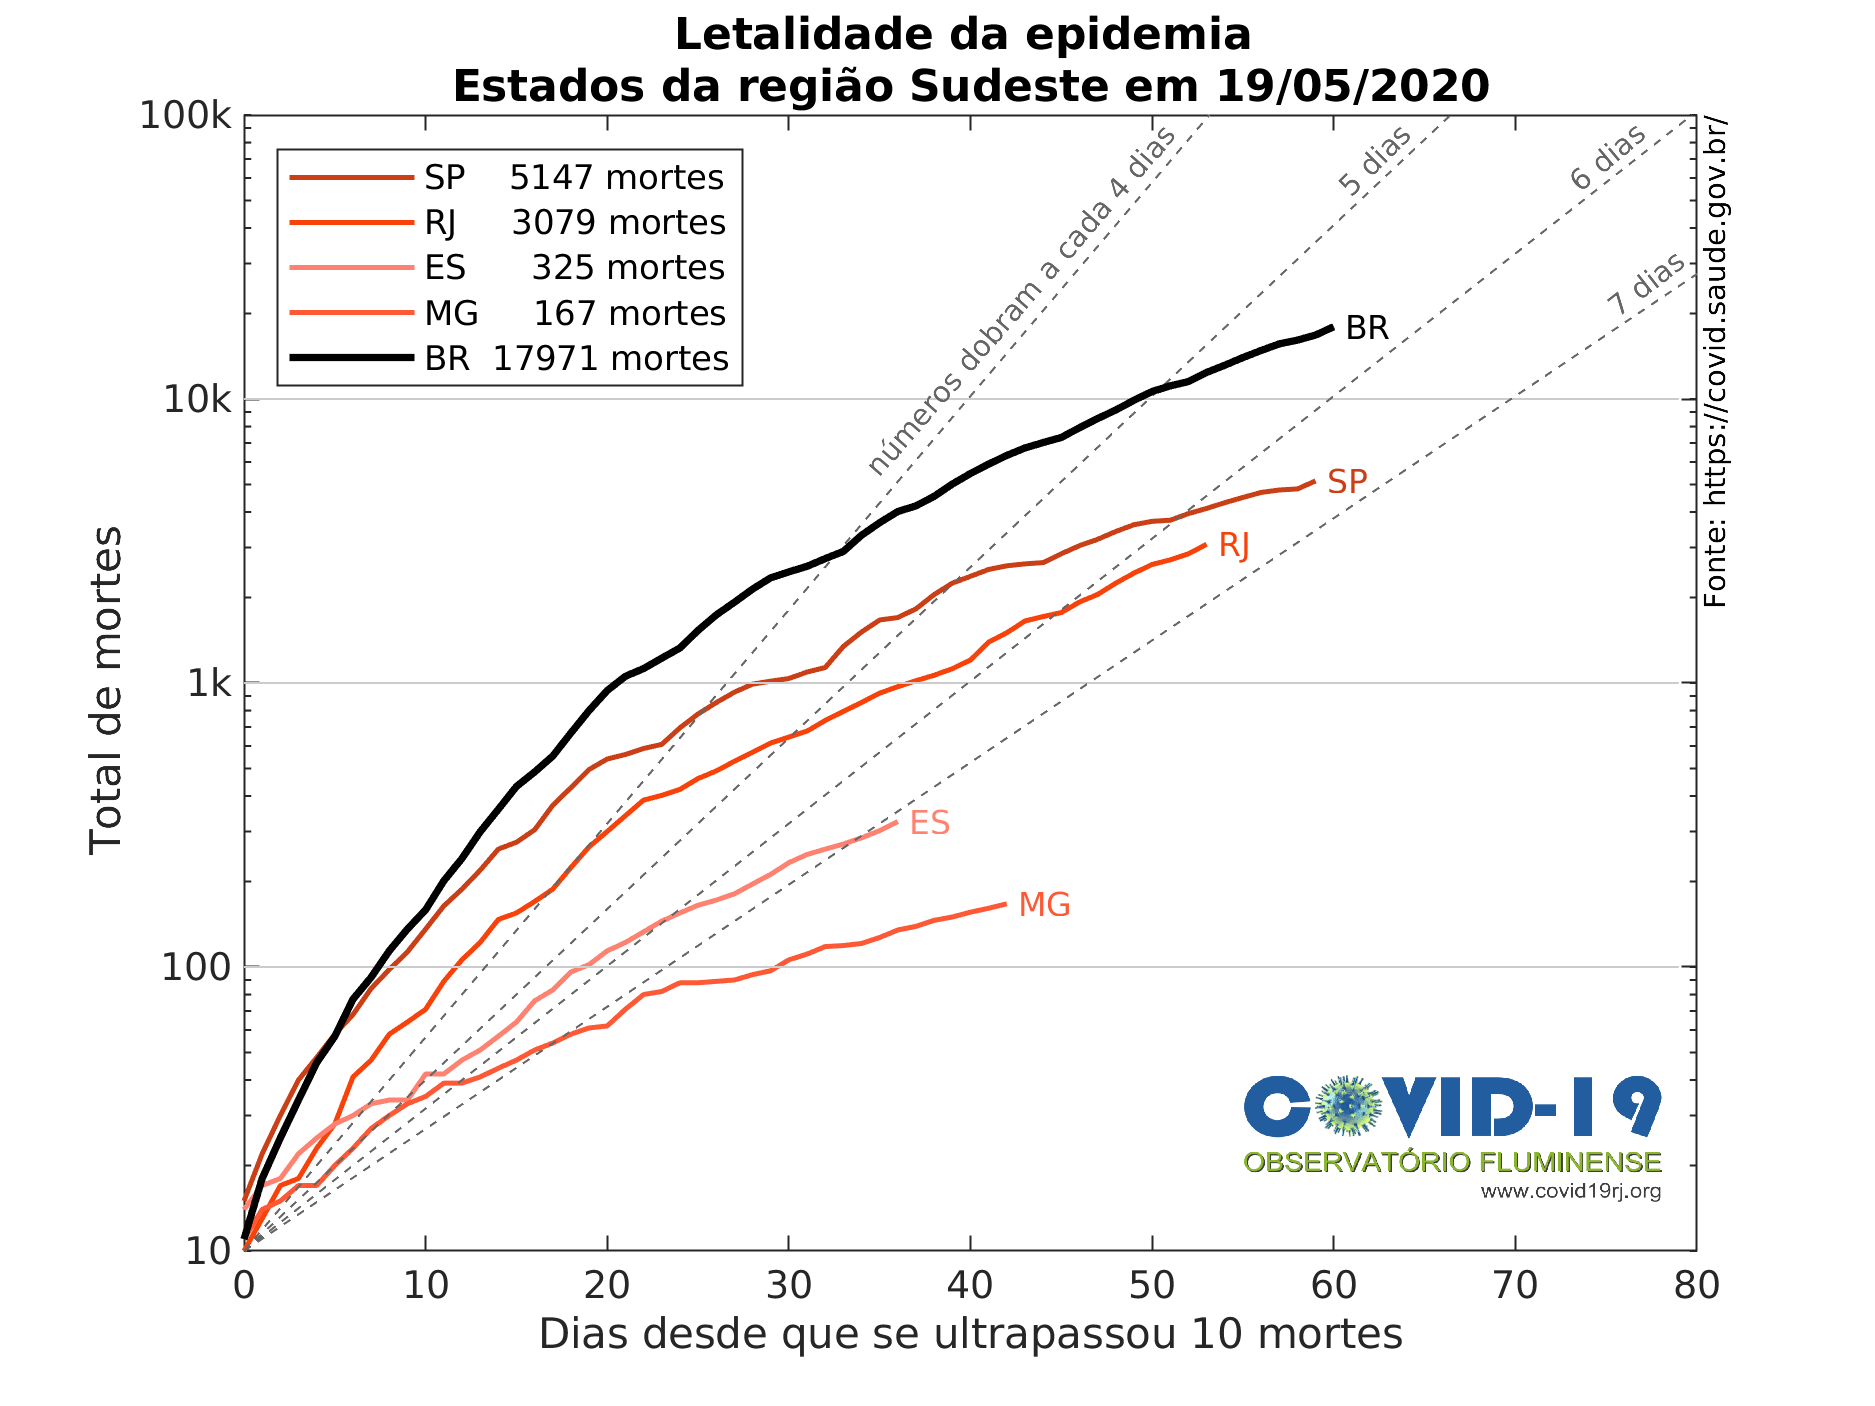 Letalidade da epidemia
Estados da região Sudeste em 19/05/2020
100k
10k
1k
100
10
Total de mortes
SP 5147 mortes
RJ 3079 mortes
ES 325 mortes
MG 167 mortes
BR 17971 mortes
números dobram a cada 4 dias
5 dias
6 dias
7 dias
BR
SP
RJ
ES
MG
Fonte: https://covid.saude.gov.br/
COVID-19
OBSERVATÓRIO FLUMINENSE
www.covid19rj.org
0 10 20 30 40 50 60 70 80
Dias desde que se ultrapassou 10 mortes